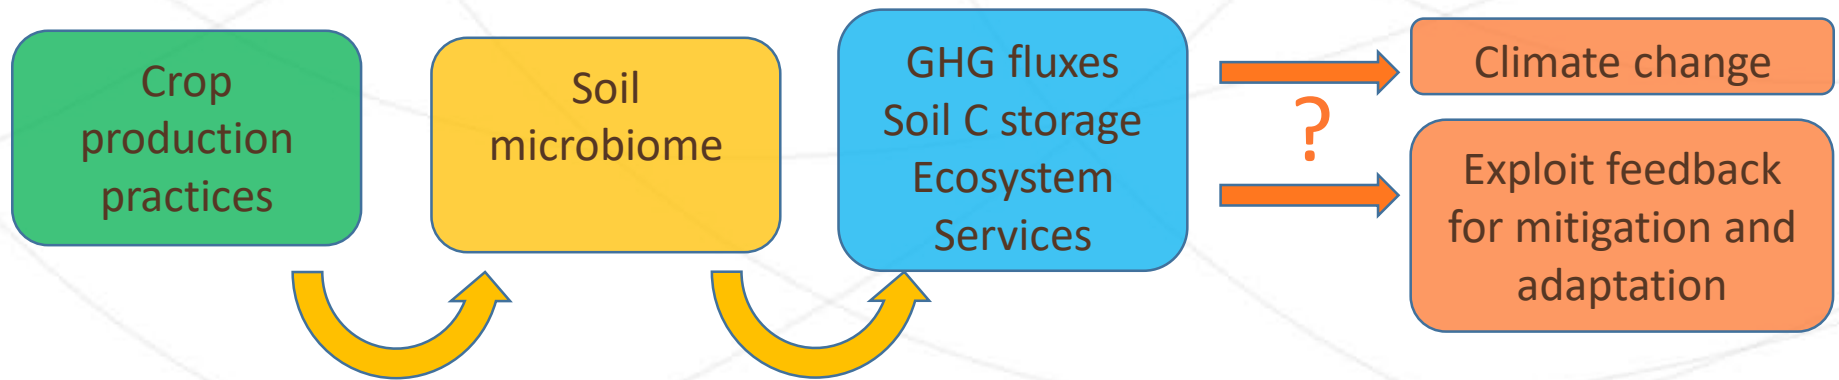 Crop
production
practices
Soil
microbiome
GHG fluxes
Soil C storage
Ecosystem
Services
?
Climate change
Exploit feedback
for mitigation and
adaptation